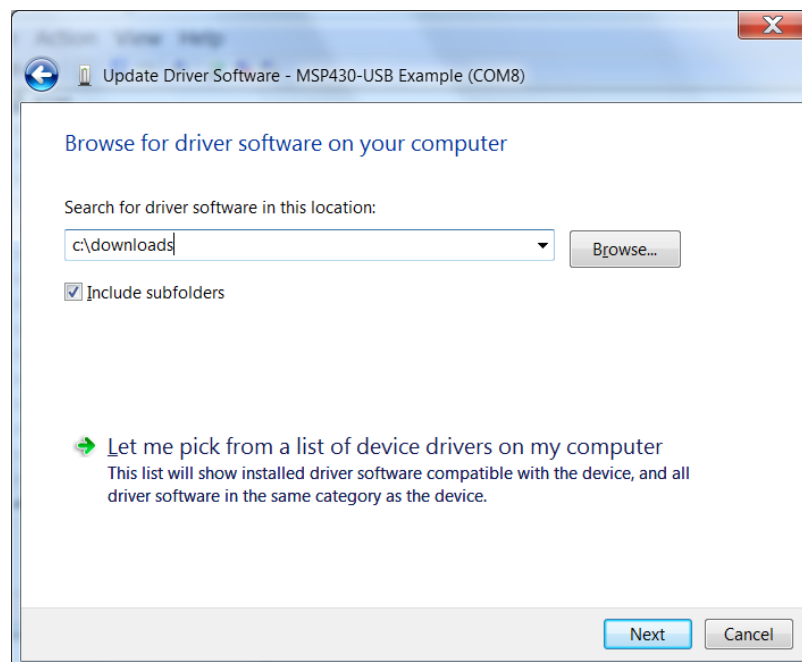 Action View Help
Update Driver Software - MSP430-USB Example (COM8)
Browse for driver software on your computer
Search for driver software in this location:
c:\downloads
Browse...
Include subfolders
Let me pick from a list of device drivers on my computer
This list will show installed driver software compatible with the device, and all
driver software in the same category as the device.
Next Cancel